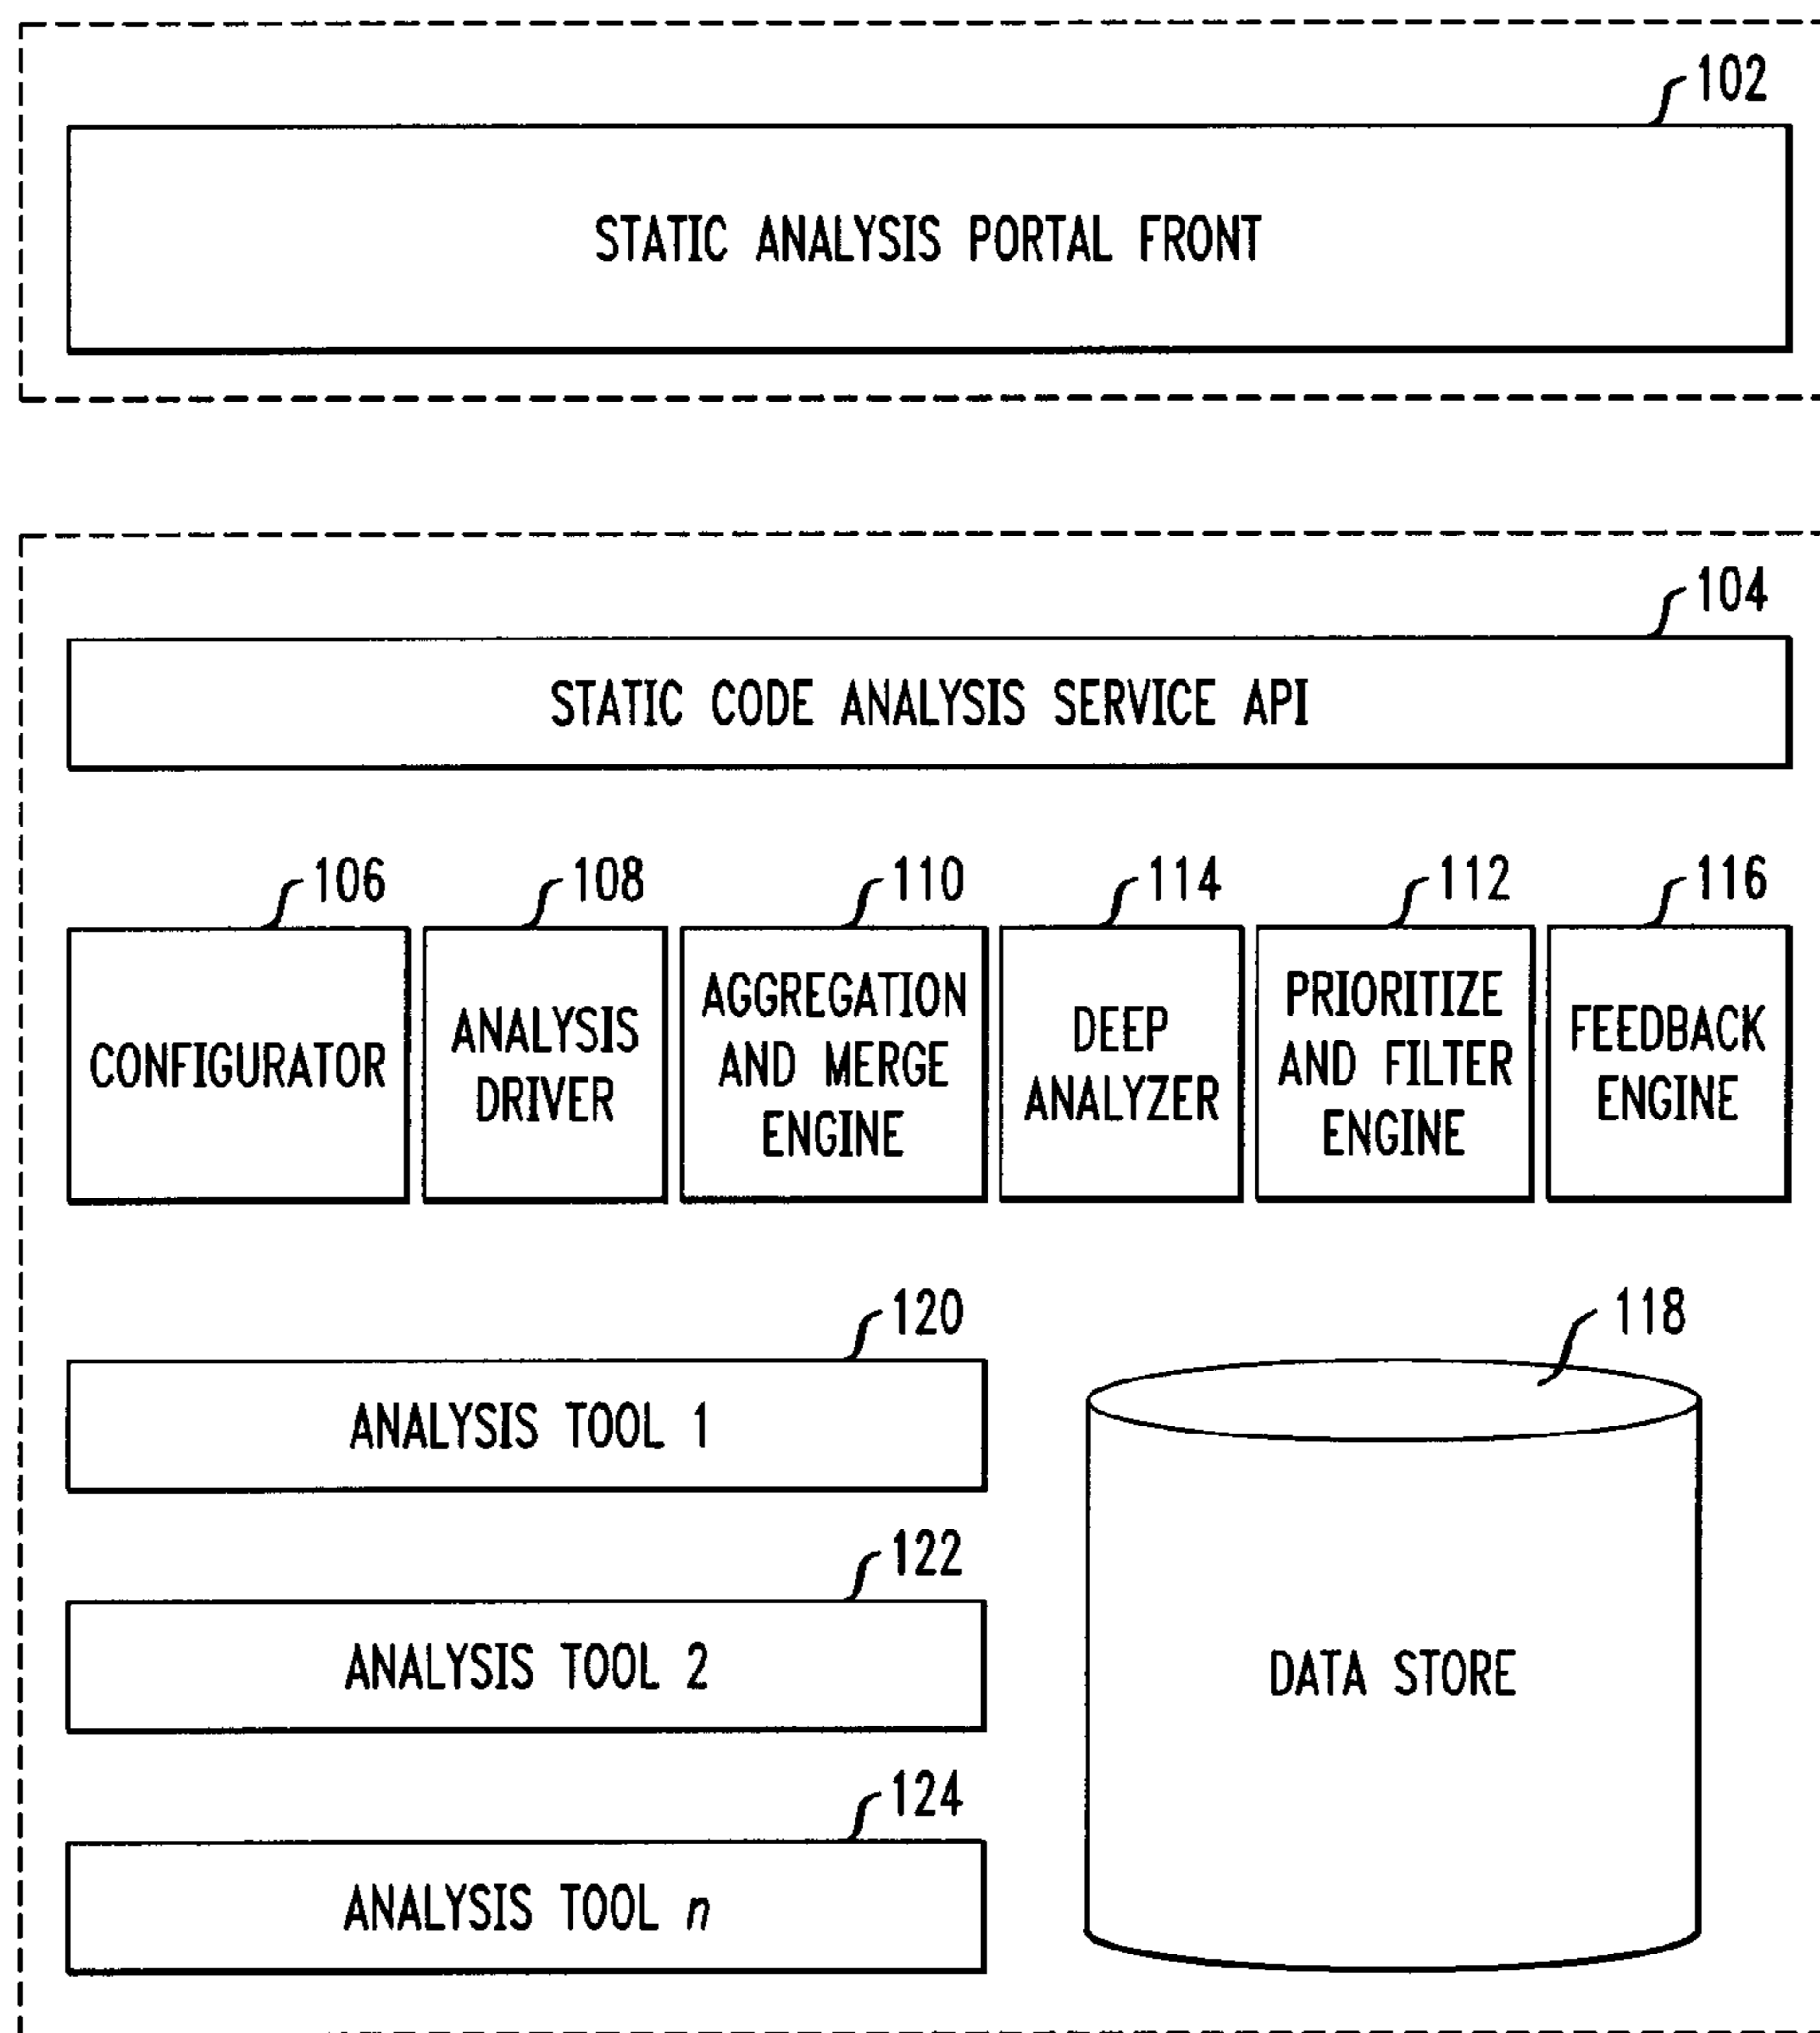 102
STATIC ANALYSIS PORTAL FRONT
104
STATIC CODE ANALYSIS SERVICE API
106
CONFIGURATOR
108
ANALYSIS
DRIVER
110
AGGREGATION
AND MERGE
ENGINE
114
DEEP
ANALYZER
112
PRIORITIZE
AND FILTER
ENGINE
116
FEEDBACK
ENGINE
120
ANALYSIS TOOL 1
122
ANALYSIS TOOL 2
124
ANALYSIS TOOL n
118
DATA STORE